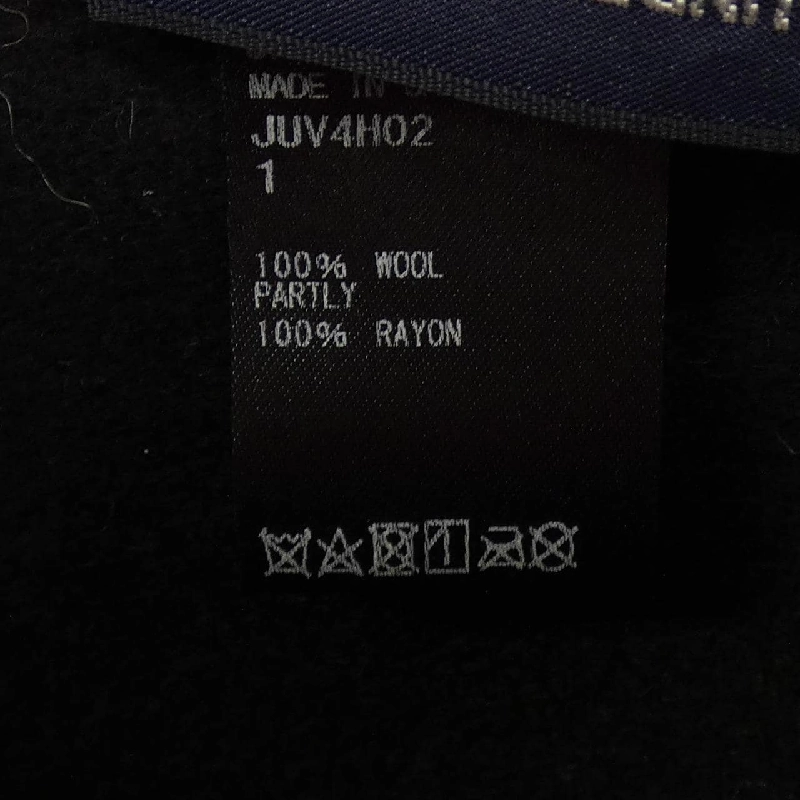 MADE IN
JUV4H02
1
100% WOOL
PARTLY
100% RAYON